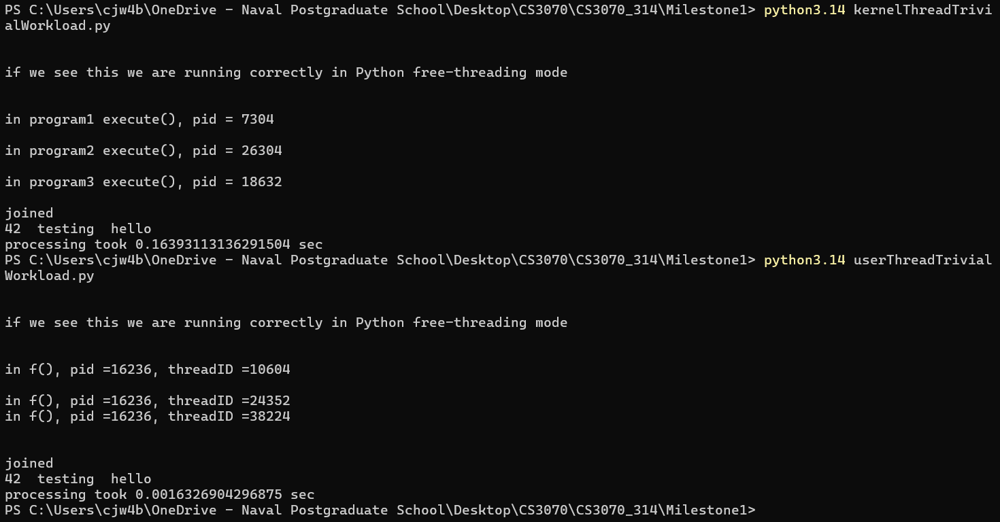 PS C:\Users\cjw4b\OneDrive - Naval Postgraduate School\Desktop\CS3070\CS3070_314\Milestone1> python3.14 kernelThreadTrivi
alWorkload.py
if we see this we are running correctly in Python free-threading mode
in program1 execute(), pid = 7304
in program2 execute(), pid = 26304
in program3 execute(), pid = 18632
joined
42  testing  hello
processing took 0.16393113136291504 sec
PS C:\Users\cjw4b\OneDrive - Naval Postgraduate School\Desktop\CS3070\CS3070_314\Milestone1> python3.14 userThreadTrivial
Workload.py
if we see this we are running correctly in Python free-threading mode
in f(), pid =16236, threadID =10604
in f(), pid =16236, threadID =24352
in f(), pid =16236, threadID =38224
joined
42  testing  hello
processing took 0.0016326904296875 sec
PS C:\Users\cjw4b\OneDrive - Naval Postgraduate School\Desktop\CS3070\CS3070_314\Milestone1>